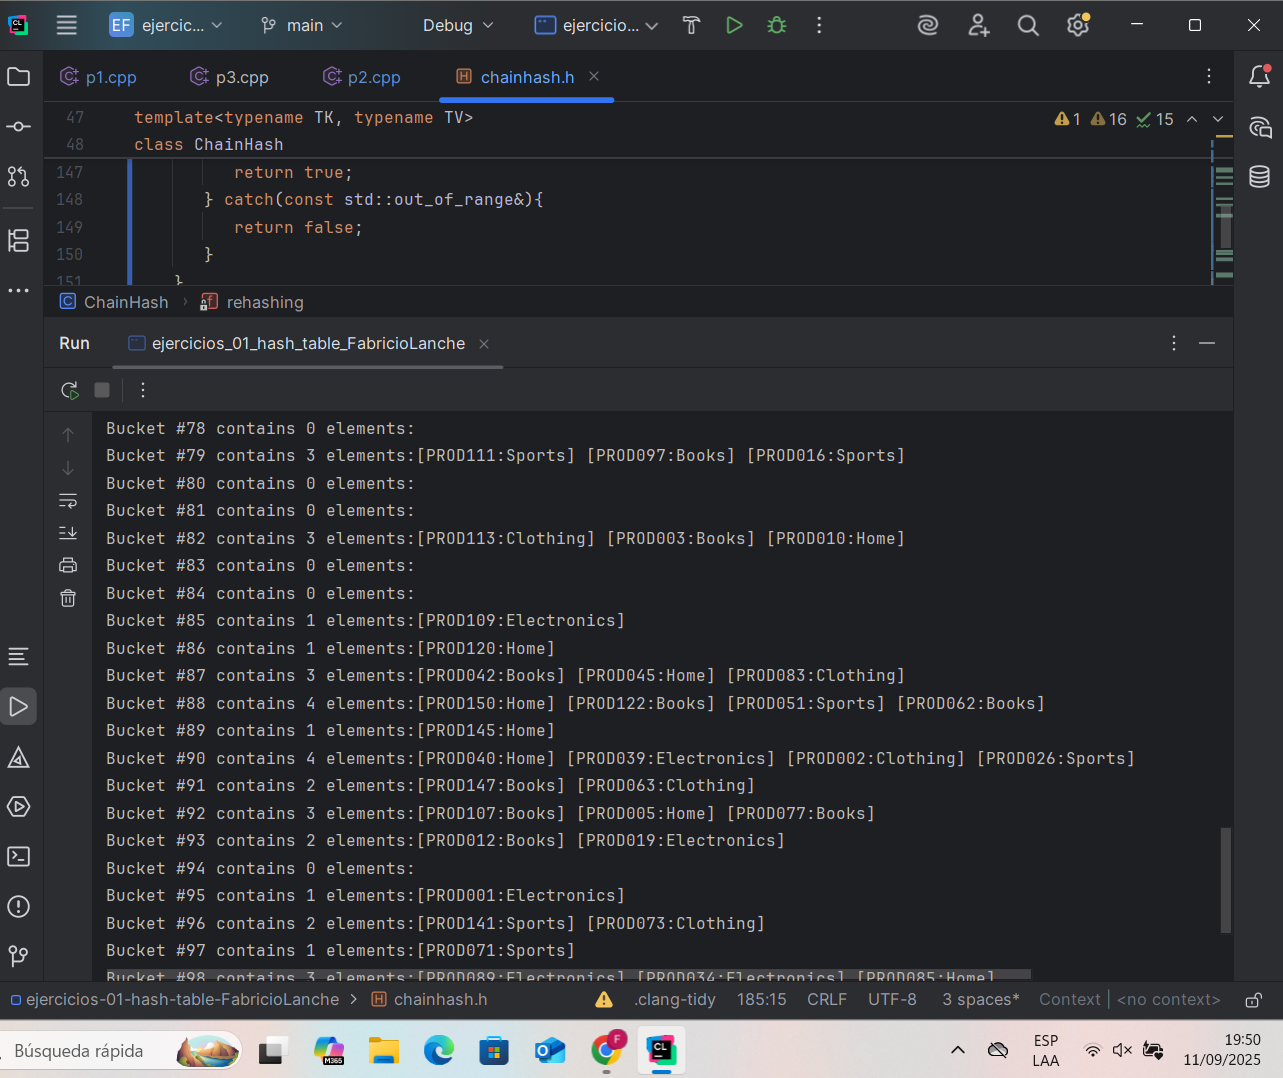 EF ejercic... main Debug ejercicio...
p1.cpp p3.cpp p2.cpp chainhash.h
47 template<typename TK, typename TV>
1 16 15
48 class ChainHash
147 return true;
148 } catch(const std::out_of_range&){
149 return false;
150 }
151 }
ChainHash rehashing
Run ejercicios_01_hash_table_FabricioLanche
Bucket #78 contains 0 elements:
Bucket #79 contains 3 elements:[PROD111:Sports] [PROD097:Books] [PROD016:Sports]
Bucket #80 contains 0 elements:
Bucket #81 contains 0 elements:
Bucket #82 contains 3 elements:[PROD113:Clothing] [PROD003:Books] [PROD010:Home]
Bucket #83 contains 0 elements:
Bucket #84 contains 0 elements:
Bucket #85 contains 1 elements:[PROD109:Electronics]
Bucket #86 contains 1 elements:[PROD120:Home]
Bucket #87 contains 3 elements:[PROD042:Books] [PROD045:Home] [PROD083:Clothing]
Bucket #88 contains 4 elements:[PROD150:Home] [PROD122:Books] [PROD051:Sports] [PROD062:Books]
Bucket #89 contains 1 elements:[PROD145:Home]
Bucket #90 contains 4 elements:[PROD040:Home] [PROD039:Electronics] [PROD002:Clothing] [PROD026:Sports]
Bucket #91 contains 2 elements:[PROD147:Books] [PROD063:Clothing]
Bucket #92 contains 3 elements:[PROD107:Books] [PROD005:Home] [PROD077:Books]
Bucket #93 contains 2 elements:[PROD012:Books] [PROD019:Electronics]
Bucket #94 contains 0 elements:
Bucket #95 contains 1 elements:[PROD001:Electronics]
Bucket #96 contains 2 elements:[PROD141:Sports] [PROD073:Clothing]
Bucket #97 contains 1 elements:[PROD071:Sports]
Bucket #98 contains 3 elements:[PROD089:Electronics] [PROD034:Electronics] [PROD085:Home]
ejercicios-01-hash-table-FabricioLanche > chainhash.h .clang-tidy 185:15 CRLF UTF-8 3 spaces* Context | <no context>
Búsqueda rápida
M365
F
ESP
LAA
19:50
11/09/2025